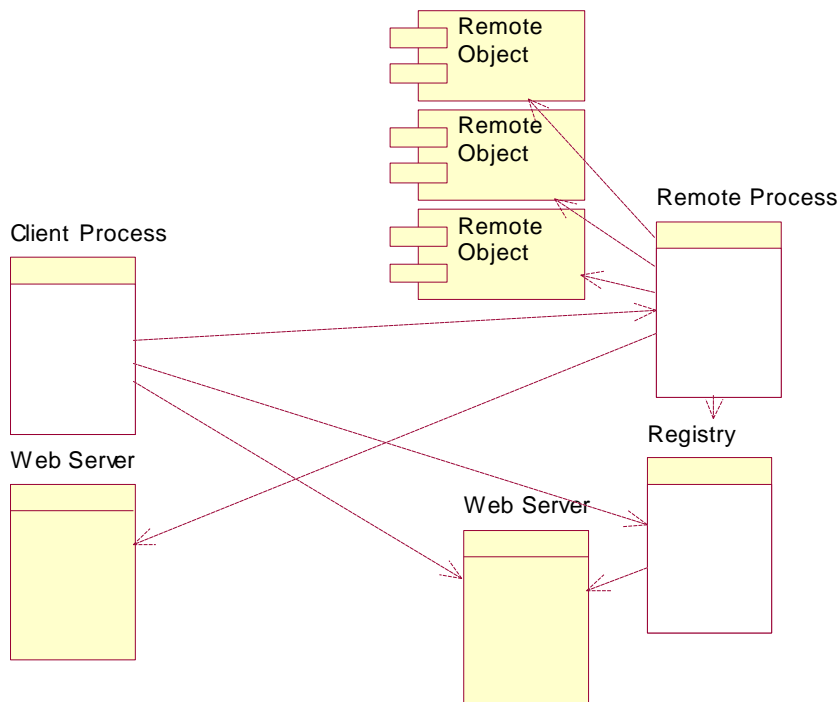 Remote
Object
Remote
Object
Remote
Object
Remote Process
Client Process
Registry
Web Server
Web Server